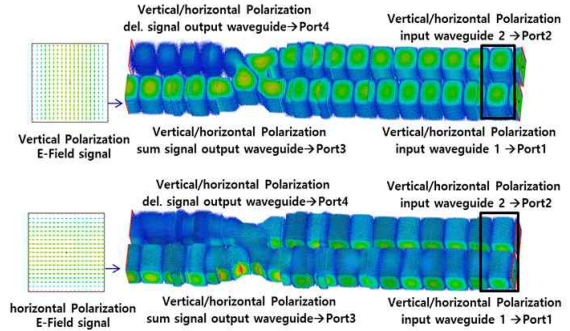 Vertical/horizontal Polarization
del. signal output waveguide→Port4
Vertical/horizontal Polarization
input waveguide 2 →Port2
Vertical Polarization
E-Field signal
Vertical/horizontal Polarization
sum signal output waveguide→Port3
Vertical/horizontal Polarization
input waveguide 1 →Port1
Vertical/horizontal Polarization
del. signal output waveguide→Port4
Vertical/horizontal Polarization
input waveguide 2 →Port2
horizontal Polarization
E-Field signal
Vertical/horizontal Polarization
sum signal output waveguide→Port3
Vertical/horizontal Polarization
input waveguide 1 →Port1